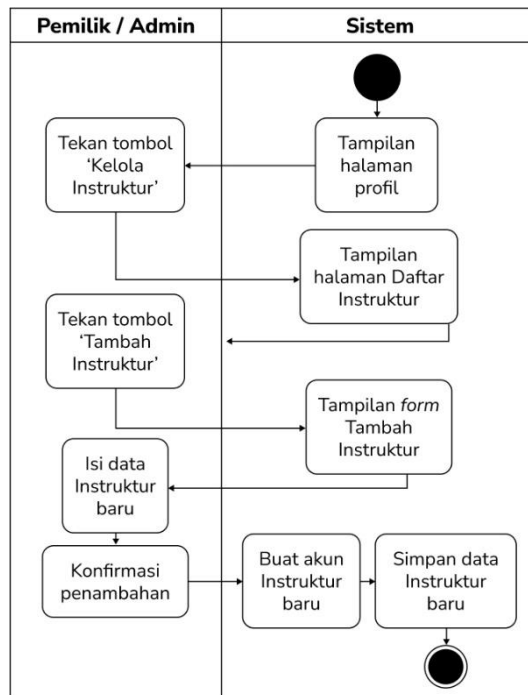 Pemilik / Admin
Sistem
Tampilan
halaman
profil
Tekan tombol
‘Kelola
Instruktur’
Tampilan
halaman Daftar
Instruktur
Tekan tombol
‘Tambah
Instruktur’
Tampilan form
Tambah
Instruktur
Isi data
Instruktur
baru
Konfirmasi
penambahan
Buat akun
Instruktur
baru
Simpan data
Instruktur
baru